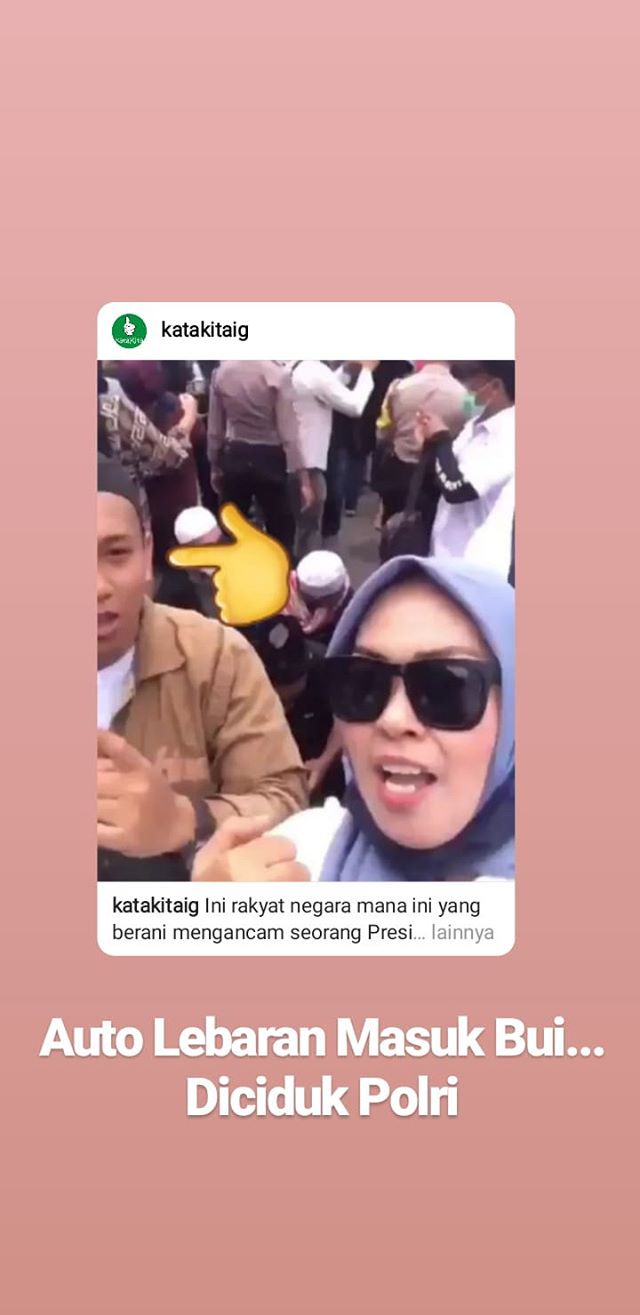 katakitaig
katakitaig Ini rakyat negara mana ini yang
berani mengancam seorang Presi... lainnya
Auto Lebaran Masuk Bui...
Diciduk Polri